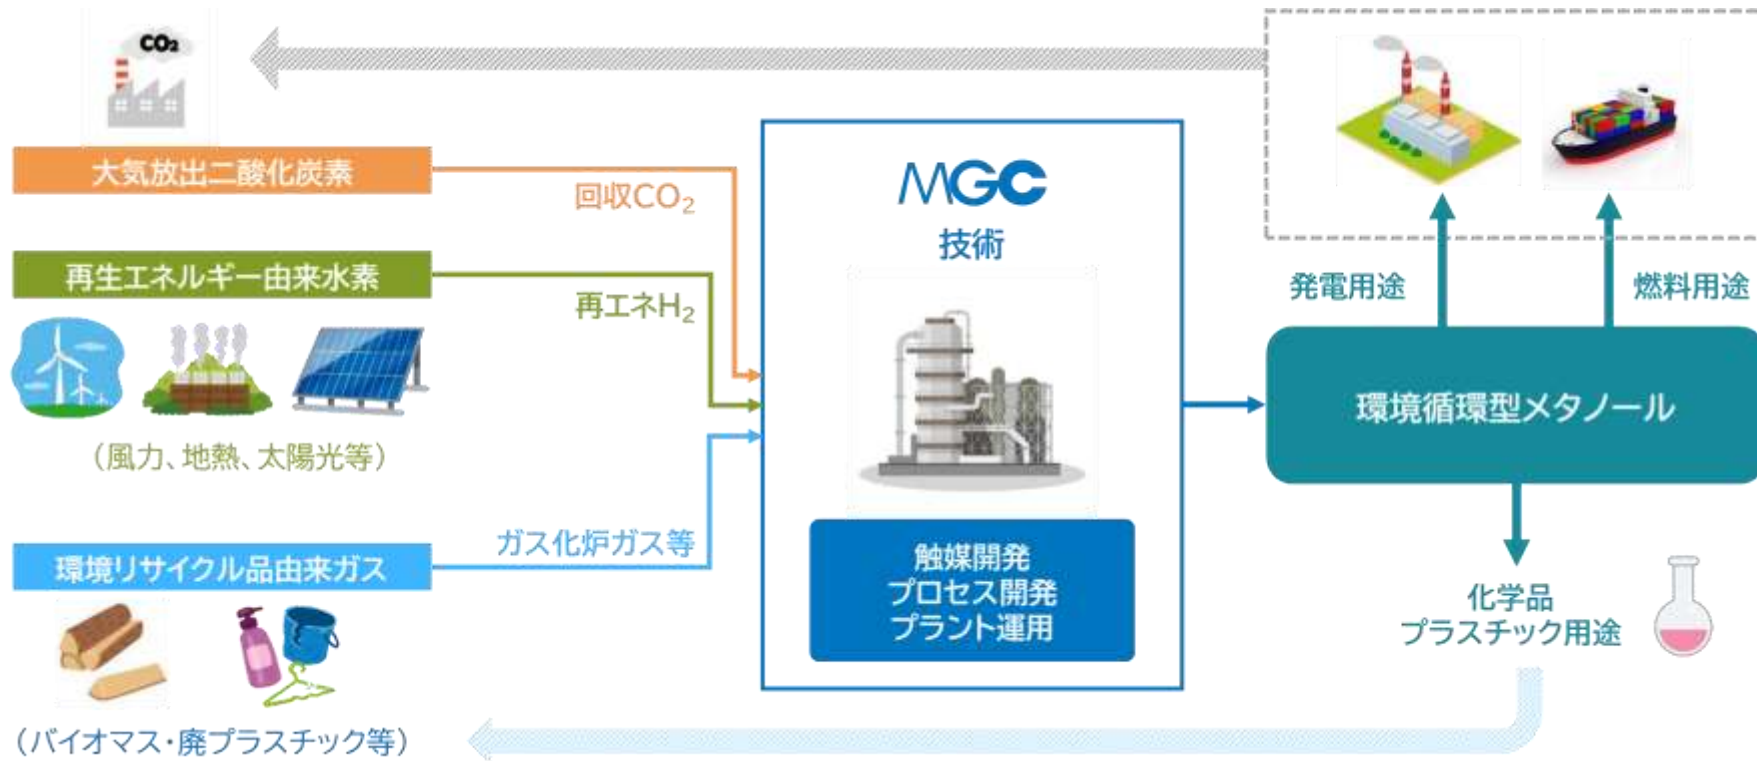 CO₂
大気放出二酸化炭素
回収CO₂
再生エネルギー由来水素
再エネH₂
（風力、地熱、太陽光等）
環境リサイクル品由来ガス
ガス化炉ガス等
（バイオマス・廃プラスチック等）
MGC
技術
触媒開発
プロセス開発
プラント運用
発電用途
燃料用途
環境循環型メタノール
化学品
プラスチック用途